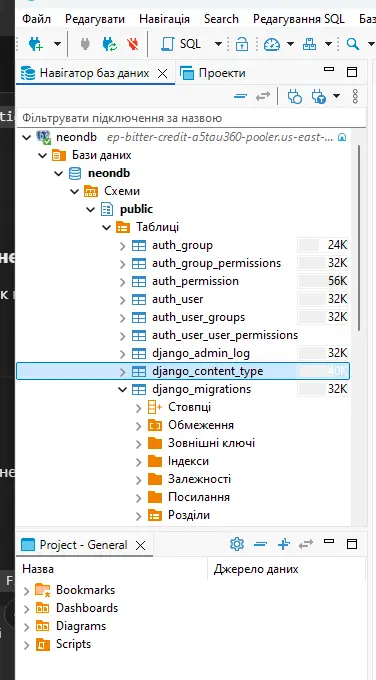 Файл Редагувати Навігація Search Редагування SQL
SQL
Навігатор баз даних Проекти
Фільтрувати підключення за назвою
neondb ep-bitter-credit-a5tau360-pooler.us-east-...
Бази даних
neondb
Схеми
public
Таблиці
auth_group 24K
auth_group_permissions 32K
auth_permission 56K
auth_user 32K
auth_user_groups 32K
auth_user_user_permissions
django_admin_log 32K
django_content_type 40K
django_migrations 32K
Стовпці
Обмеження
Зовнішні ключі
Індекси
Залежності
Посилання
Розділи
Project - General
Назва Джерело даних
Bookmarks
Dashboards
Diagrams
Scripts